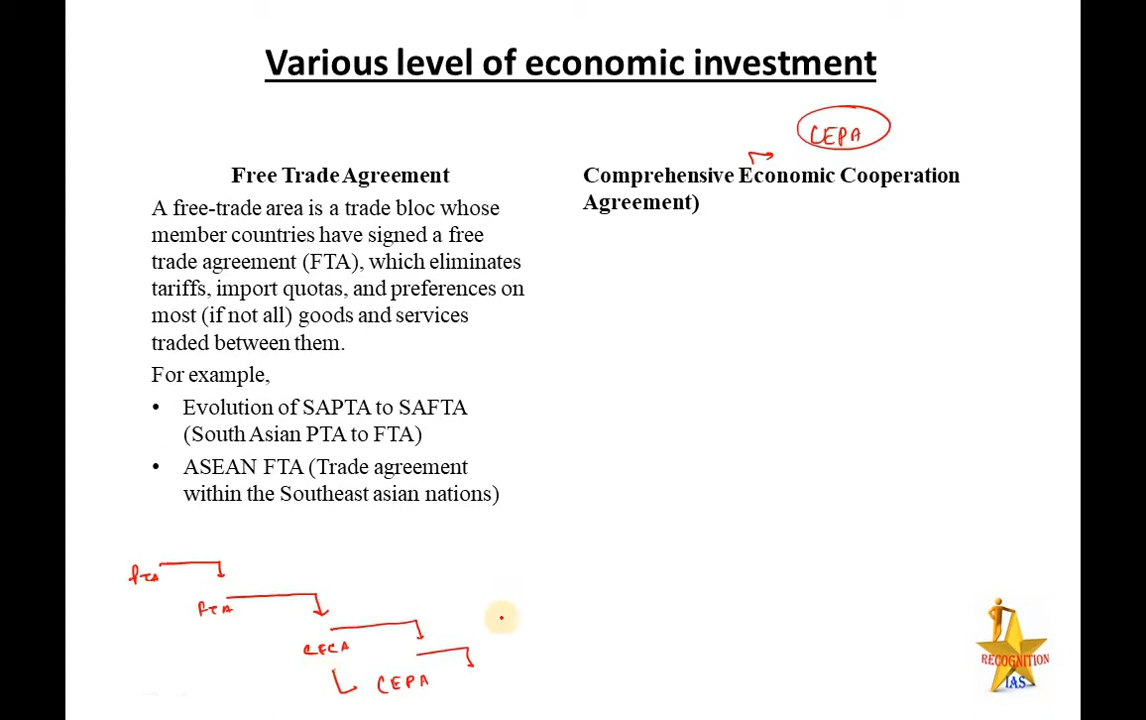 Various level of economic investment
CEPA
Free Trade Agreement
A free-trade area is a trade bloc whose
member countries have signed a free
trade agreement (FTA), which eliminates
tariffs, import quotas, and preferences on
most (if not all) goods and services
traded between them.
For example,
• Evolution of SAPTA to SAFTA
(South Asian PTA to FTA)
• ASEAN FTA (Trade agreement
within the Southeast asian nations)
Comprehensive Economic Cooperation
Agreement)
PTA
FTA
CECA
CEPA
RECOGNITION
IAS